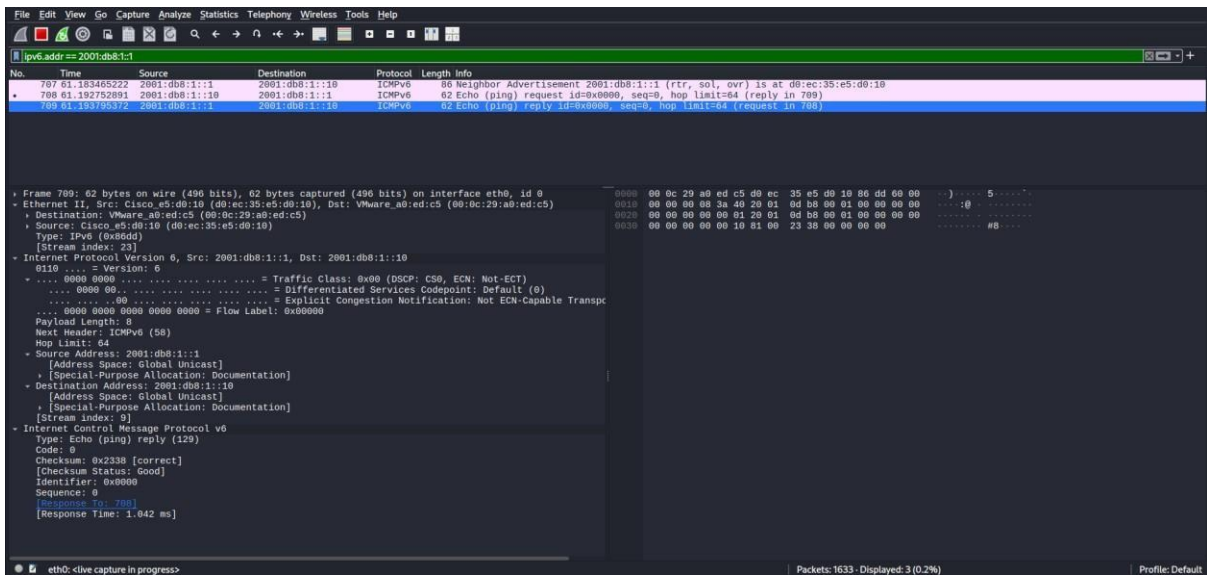 File Edit View Go Capture Analyze Statistics Telephony Wireless Tools Help
ipv6.addr == 2001:db8:1::1
No. Time Source Destination Protocol Length Info
707 61.183465222 2001:db8:1::1 2001:db8:1::10 ICMPv6 86 Neighbor Advertisement 2001:db8:1::1 (rtr, sol, ovr) is at d0:ec:35:e5:d0:10
708 61.192752891 2001:db8:1::10 2001:db8:1::1 ICMPv6 62 Echo (ping) request id=0x0000, seq=0, hop limit=64 (reply in 709)
709 61.193795372 2001:db8:1::1 2001:db8:1::10 ICMPv6 62 Echo (ping) reply id=0x0000, seq=0, hop limit=64 (request in 708)
Frame 709: 62 bytes on wire (496 bits), 62 bytes captured (496 bits) on interface eth0, id 0
Ethernet II, Src: Cisco_e5:d0:10 (d0:ec:35:e5:d0:10), Dst: VMware_a0:ed:c5 (00:0c:29:a0:ed:c5)
Destination: VMware_a0:ed:c5 (00:0c:29:a0:ed:c5)
Source: Cisco_e5:d0:10 (d0:ec:35:e5:d0:10)
Type: IPv6 (0x86dd)
[Stream index: 23]
Internet Protocol Version 6, Src: 2001:db8:1::1, Dst: 2001:db8:1::10
0110 .... = Version: 6
.... 0000 0000 .... .... .... .... .... = Traffic Class: 0x00 (DSCP: CS0, ECN: Not-ECT)
.... 0000 00.. .... .... .... .... .... = Differentiated Services Codepoint: Default (0)
.... .... ..00 .... .... .... .... .... = Explicit Congestion Notification: Not ECN-Capable Transpo
.... 0000 0000 0000 0000 0000 = Flow Label: 0x00000
Payload Length: 8
Next Header: ICMPv6 (58)
Hop Limit: 64
Source Address: 2001:db8:1::1
[Address Space: Global Unicast]
[Special-Purpose Allocation: Documentation]
Destination Address: 2001:db8:1::10
[Address Space: Global Unicast]
[Special-Purpose Allocation: Documentation]
[Stream index: 9]
Internet Control Message Protocol v6
Type: Echo (ping) reply (129)
Code: 0
Checksum: 0x2338 [correct]
[Checksum Status: Good]
Identifier: 0x0000
Sequence: 0
[Response To: 708]
[Response Time: 1.042 ms]
0000 00 0c 29 a0 ed c5 d0 ec 35 e5 d0 10 86 dd 60 00 ··)····· 5·····`·
0010 00 00 00 08 3a 40 20 01 0d b8 00 01 00 00 00 00 ····:@ · ········
0020 00 00 00 00 00 01 20 01 0d b8 00 01 00 00 00 00 ······ · ········
0030 00 00 00 00 00 10 81 00 23 38 00 00 00 00 ········ #8····
eth0: <live capture in progress> Packets: 1633 · Displayed: 3 (0.2%) Profile: Default